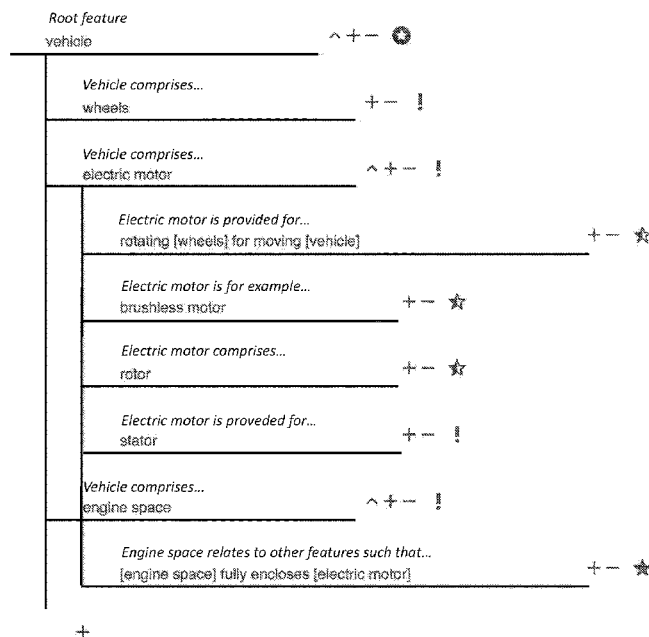 Root feature
vehicle
Vehicle comprises...
wheels
Vehicle comprises...
electric motor
Electric motor is provided for...
rotating [wheels] for moving [vehicle]
Electric motor is for example...
brushless motor
Electric motor comprises...
rotor
Electric motor is proveded for...
stator
Vehicle comprises...
engine space
Engine space relates to other features such that...
[engine space] fully encloses [electric motor]